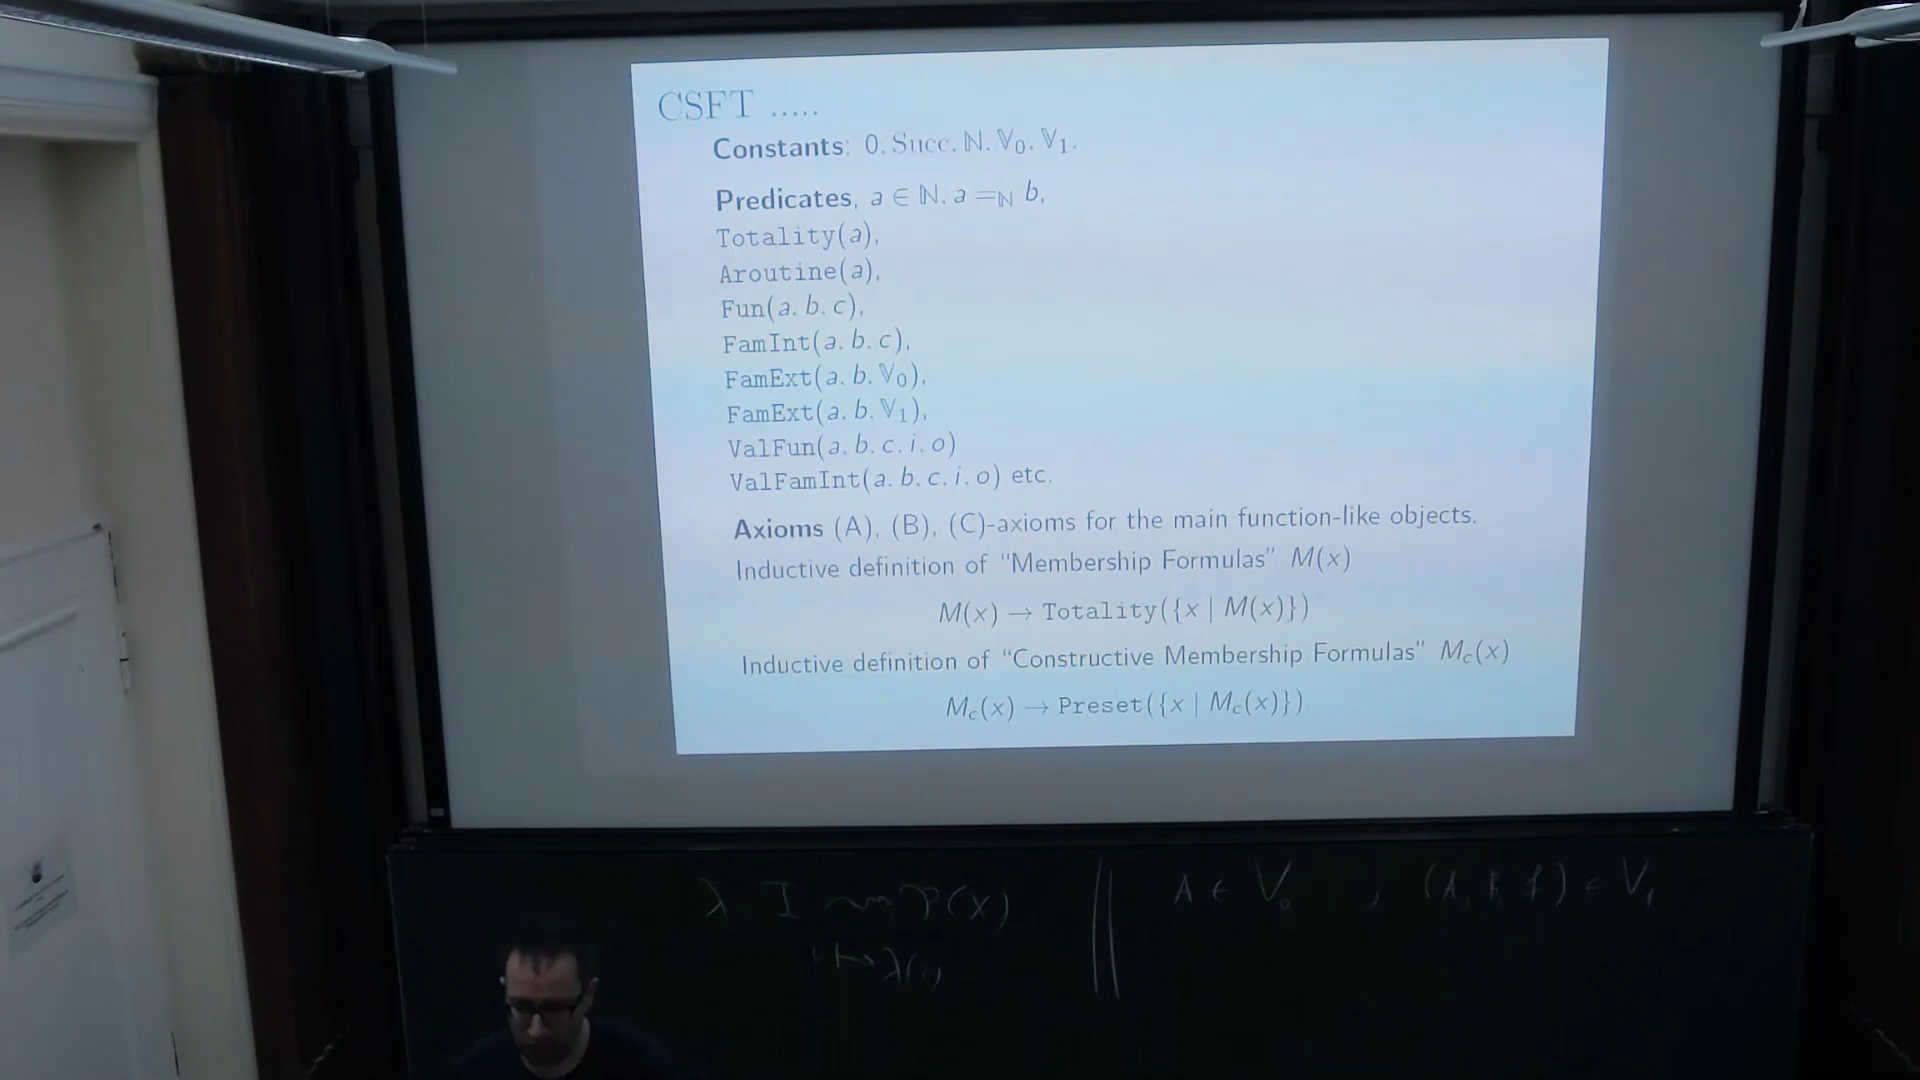 CSFT .....
Constants: 0, Succ, ℕ, 𝕍₀, 𝕍₁.
Predicates, a ∈ ℕ, a =ℕ b,
Totality(a),
Aroutine(a),
Fun(a, b, c),
FamInt(a, b, c),
FamExt(a, b, 𝕍₀),
FamExt(a, b, 𝕍₁),
ValFun(a, b, c, i, o)
ValFamInt(a, b, c, i, o) etc.
Axioms (A), (B), (C)-axioms for the main function-like objects.
Inductive definition of “Membership Formulas” M(x)
M(x) → Totality({x | M(x)})
Inductive definition of “Constructive Membership Formulas” M_c(x)
M_c(x) → Preset({x | M_c(x)})
λ I ⇝ P(x) || A ∈ V₀ , (A, B, f) ∈ V₁
i ↦ λ(i)